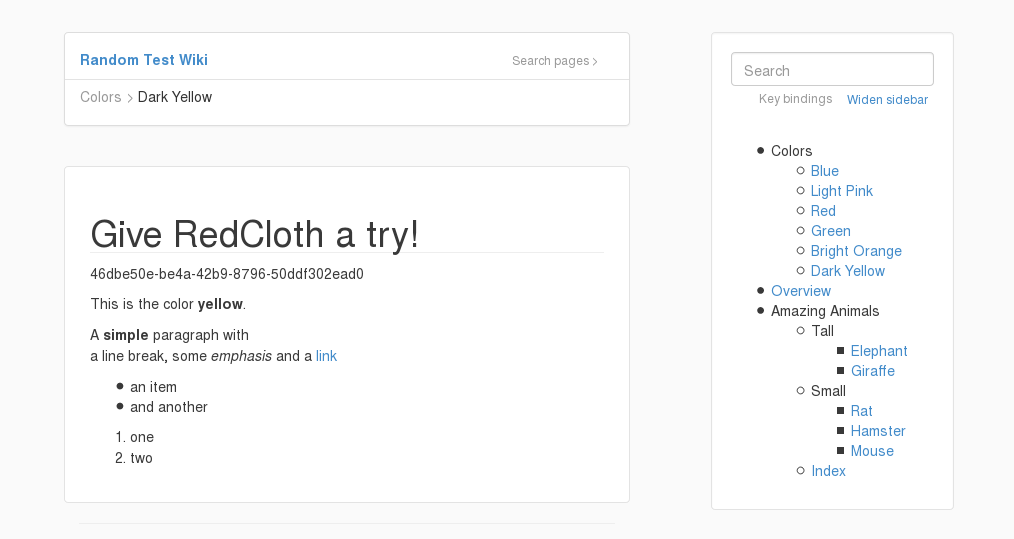 Random Test Wiki
Search pages >
Colors > Dark Yellow
Give RedCloth a try!
46dbe50e-be4a-42b9-8796-50ddf302ead0
This is the color yellow.
A simple paragraph with
a line break, some emphasis and a link
• an item
• and another
1. one
2. two
Search
Key bindings Widen sidebar
Colors
Blue
Light Pink
Red
Green
Bright Orange
Dark Yellow
Overview
Amazing Animals
Tall
Elephant
Giraffe
Small
Rat
Hamster
Mouse
Index